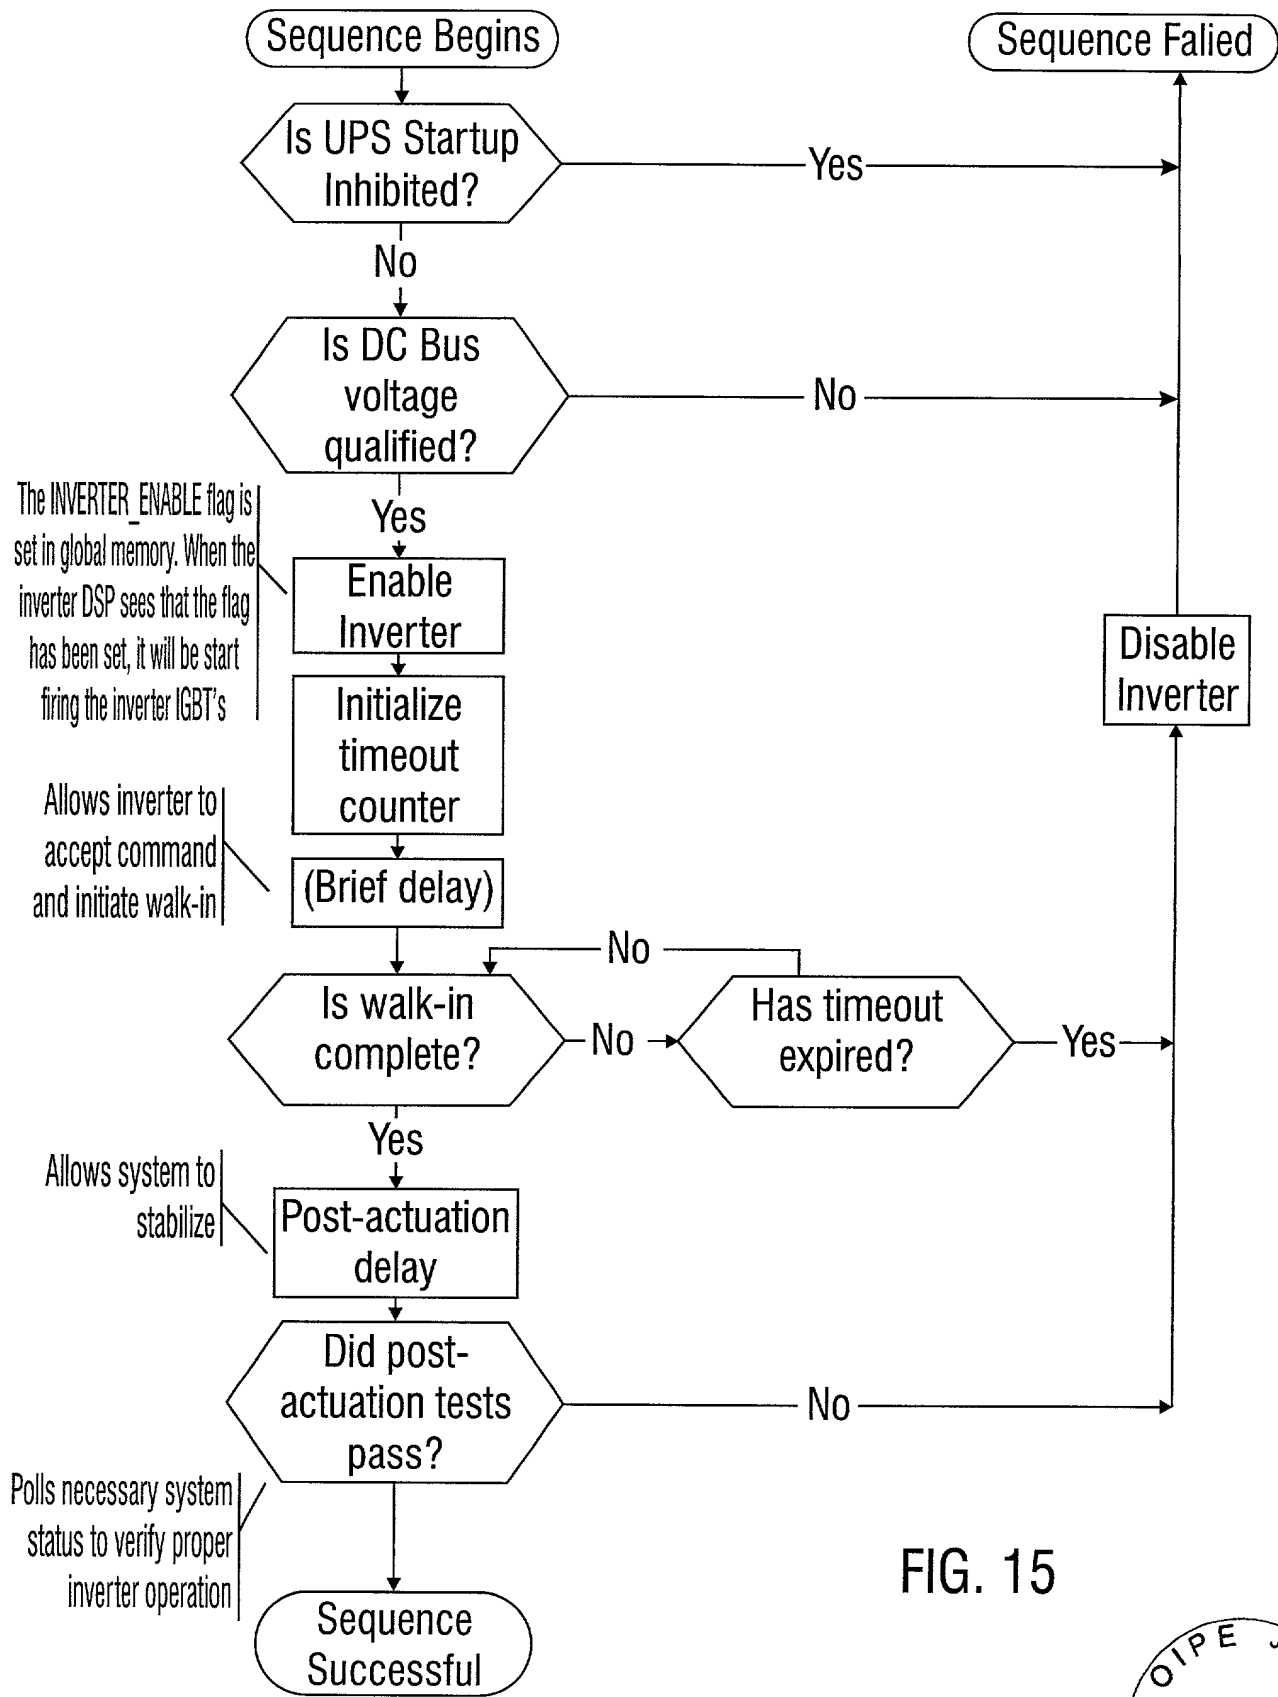 Sequence Begins
Sequence Falied
Is UPS Startup
Inhibited?
Yes
No
Is DC Bus
voltage
qualified?
No
Yes
The INVERTER_ENABLE flag is
set in global memory. When the
inverter DSP sees that the flag
has been set, it will be start
firing the inverter IGBT's
Enable
Inverter
Disable
Inverter
Initialize
timeout
counter
Allows inverter to
accept command
and initiate walk-in
(Brief delay)
No
Is walk-in
complete?
No
Has timeout
expired?
Yes
Yes
Allows system to
stabilize
Post-actuation
delay
Did post-
actuation tests
pass?
No
Polls necessary system
status to verify proper
inverter operation
Sequence
Successful
FIG. 15
OIPE